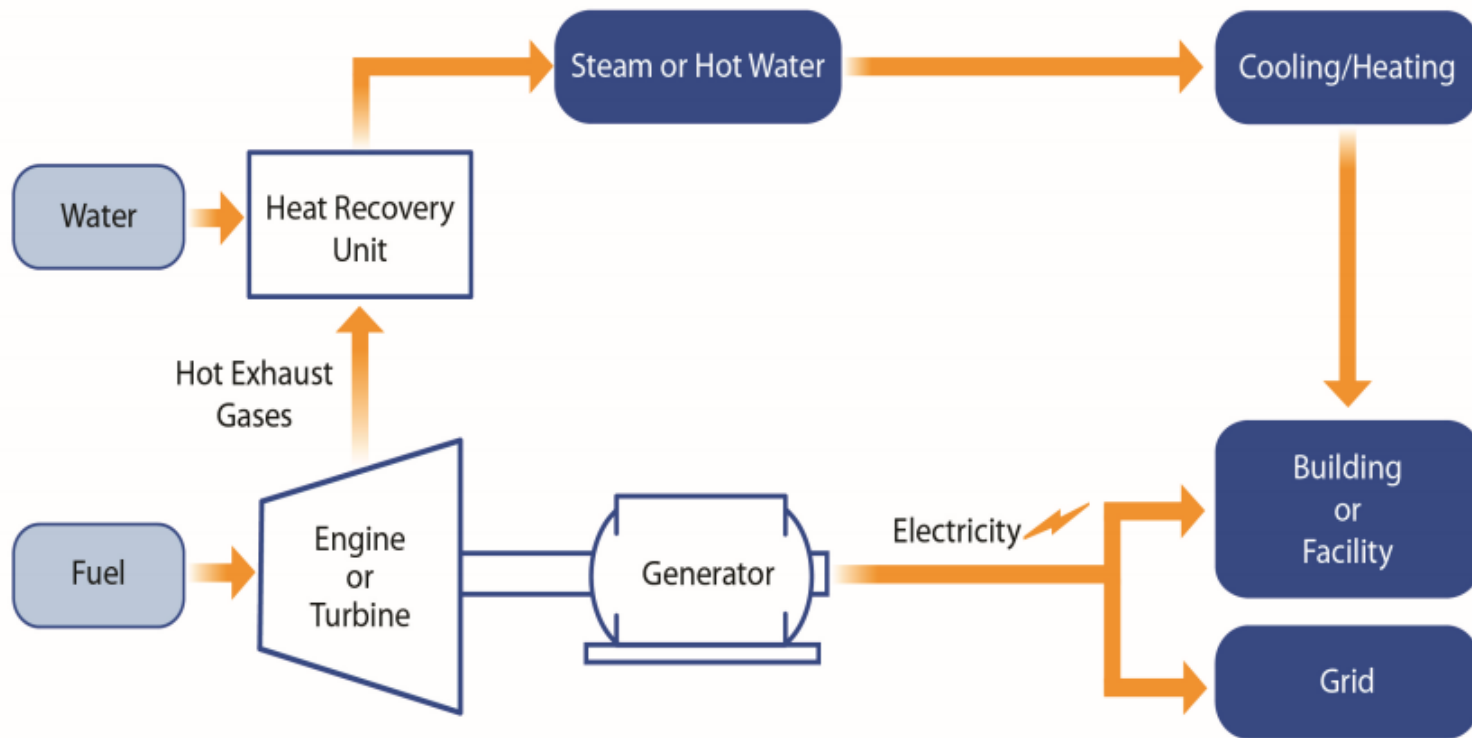 Steam or Hot Water
Cooling/Heating
Water
Heat Recovery
Unit
Hot Exhaust
Gases
Fuel
Engine
or
Turbine
Generator
Electricity
Building
or
Facility
Grid